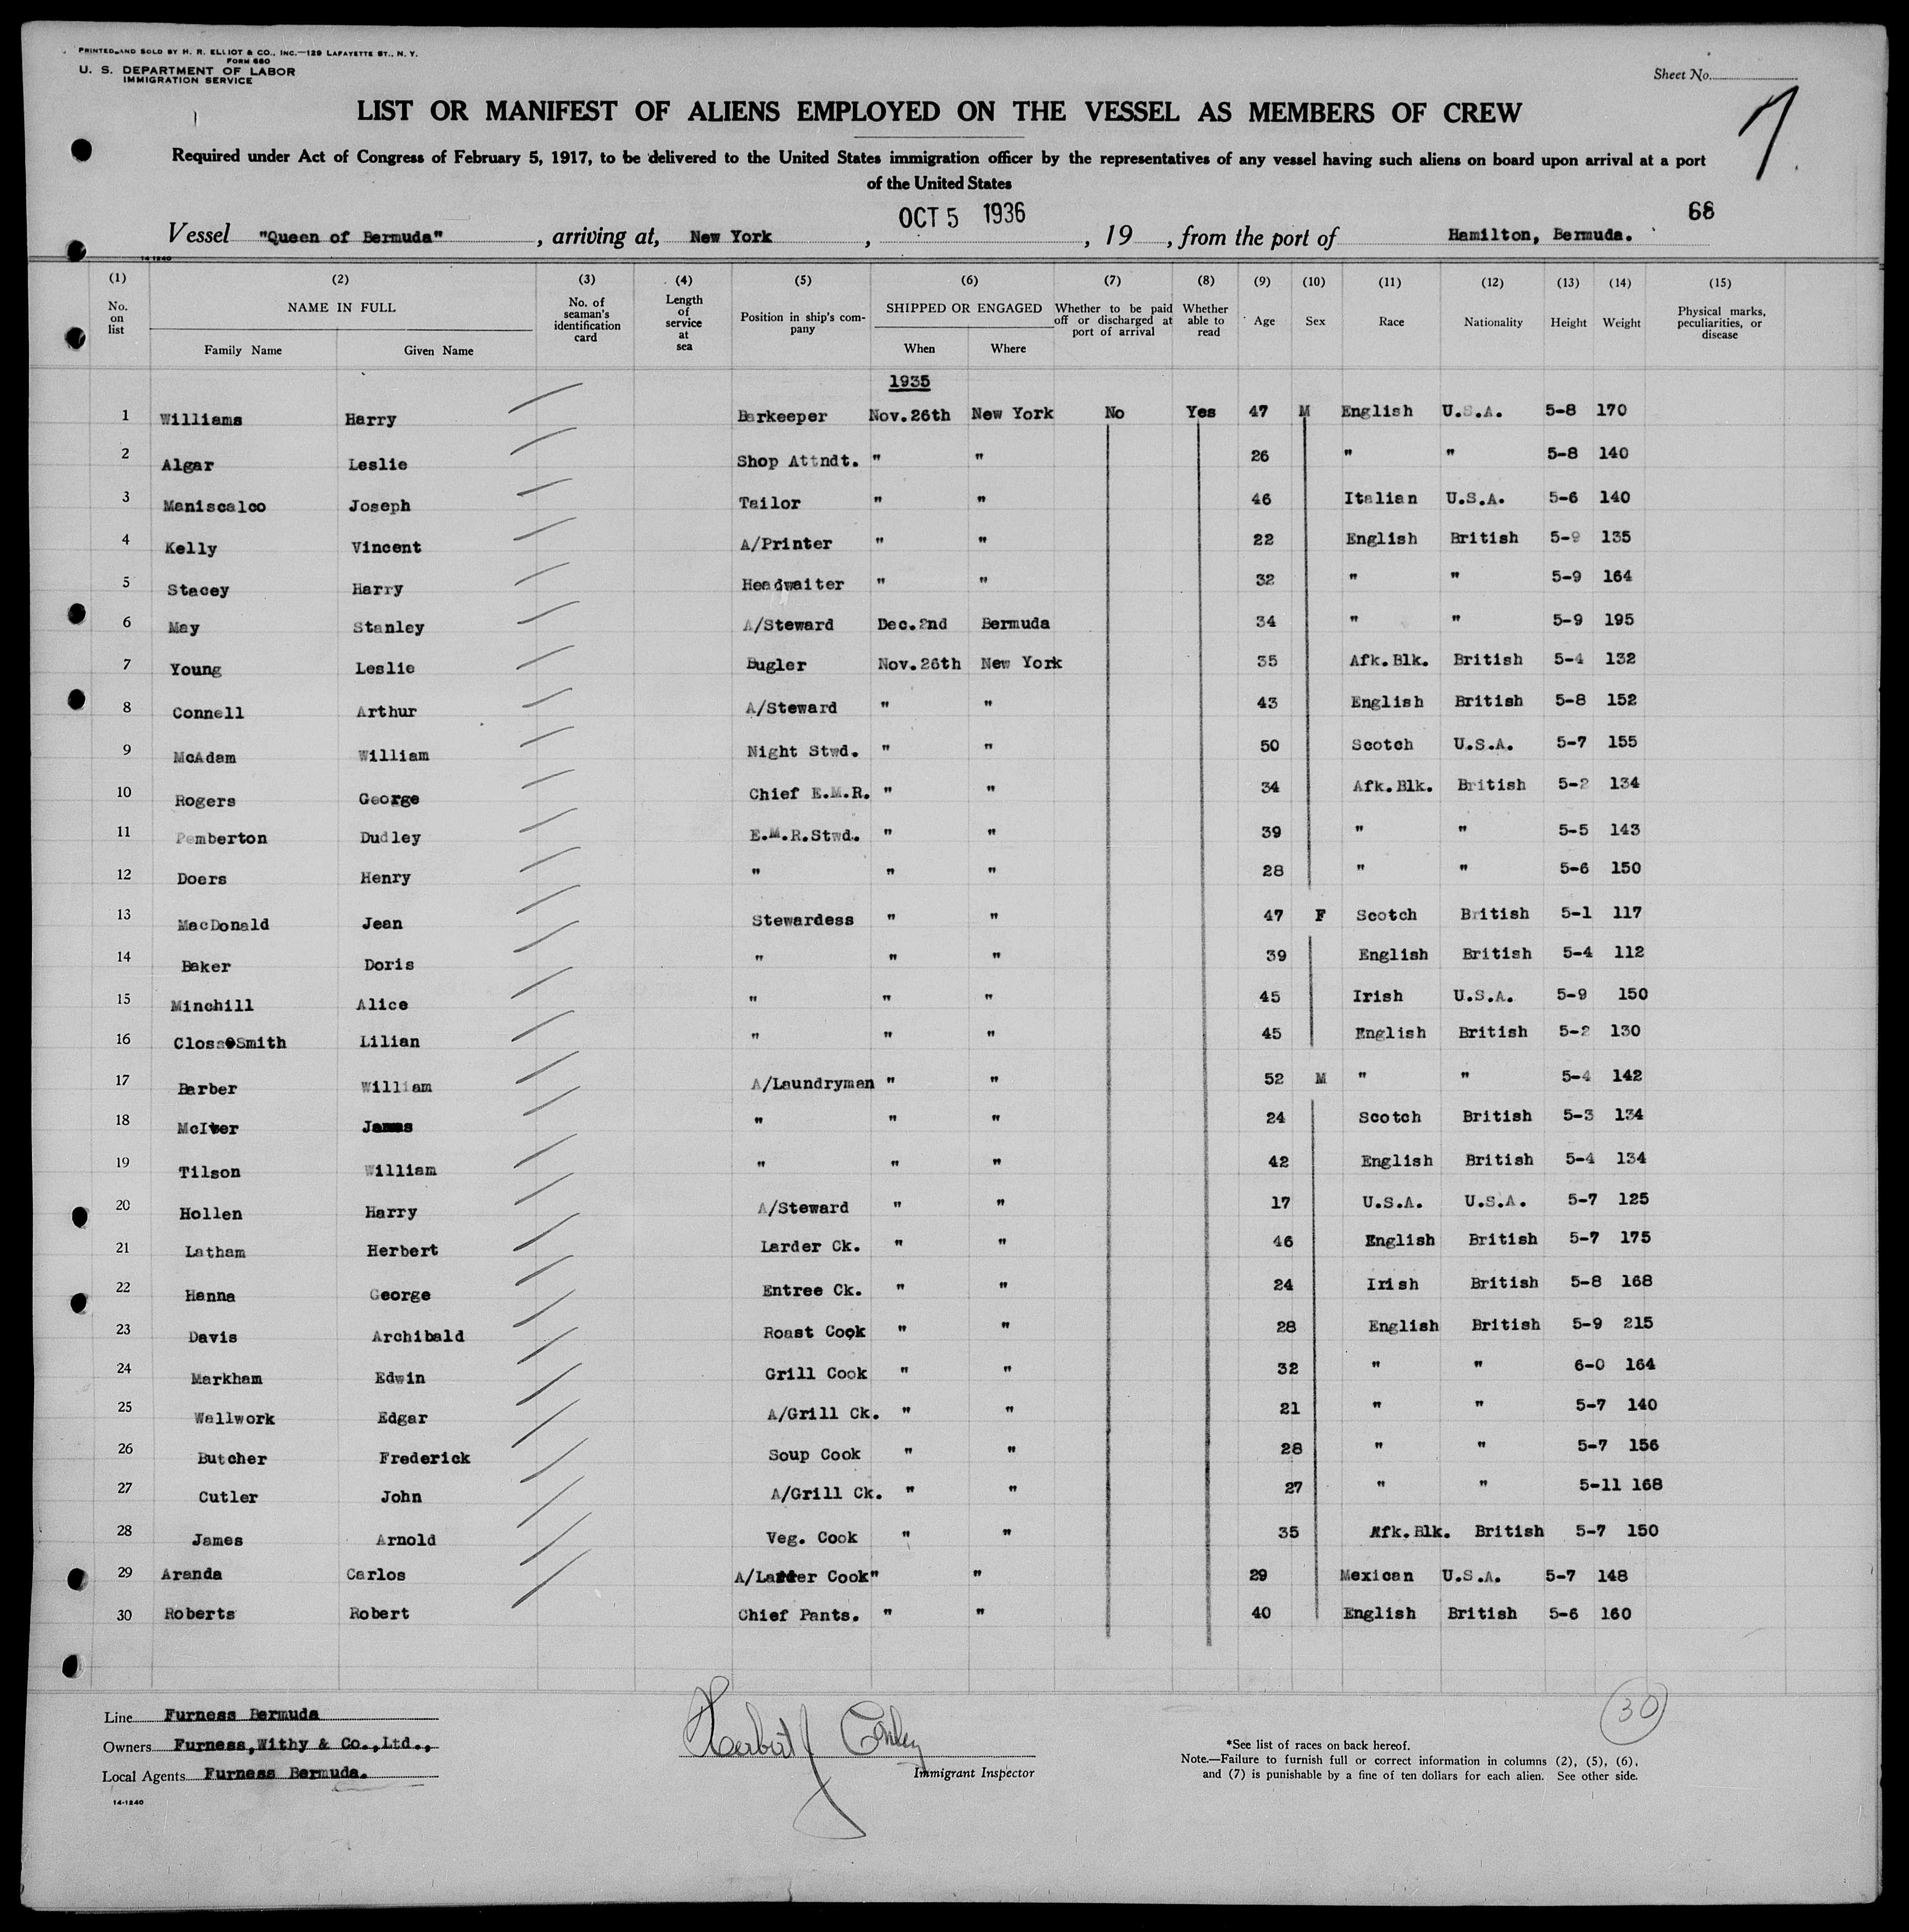 PRINTED AND SOLD BY H. R. ELLIOT & CO., INC.—129 LAFAYETTE ST., N. Y.
FORM 680
U. S. DEPARTMENT OF LABOR
IMMIGRATION SERVICE
Sheet No.
7
LIST OR MANIFEST OF ALIENS EMPLOYED ON THE VESSEL AS MEMBERS OF CREW
Required under Act of Congress of February 5, 1917, to be delivered to the United States immigration officer by the representatives of any vessel having such aliens on board upon arrival at a port
of the United States
68
Vessel "Queen of Bermuda", arriving at, New York, OCT 5 1936, 19 , from the port of Hamilton, Bermuda.
14-1240
(1) (2) (3) (4) (5) (6) (7) (8) (9) (10) (11) (12) (13) (14) (15)
No. on list NAME IN FULL Family Name Given Name No. of seaman's identification card Length of service at sea Position in ship's company SHIPPED OR ENGAGED When Where Whether to be paid off or discharged at port of arrival Whether able to read Age Sex Race Nationality Height Weight Physical marks, peculiarities, or disease
1935
1 Williams Harry Barkeeper Nov.26th New York No Yes 47 M English U.S.A. 5-8 170
2 Algar Leslie Shop Attndt. " " 26 " " 5-8 140
3 Maniscalco Joseph Tailor " " 46 Italian U.S.A. 5-6 140
4 Kelly Vincent A/Printer " " 22 English British 5-9 135
5 Stacey Harry Headwaiter " " 32 " " 5-9 164
6 May Stanley A/Steward Dec.2nd Bermuda 34 " " 5-9 195
7 Young Leslie Bugler Nov.26th New York 35 Afk.Blk. British 5-4 132
8 Connell Arthur A/Steward " " 43 English British 5-8 152
9 McAdam William Night Stwd. " " 50 Scotch U.S.A. 5-7 155
10 Rogers George Chief E.M.R. " " 34 Afk.Blk. British 5-2 134
11 Pemberton Dudley E.M.R.Stwd. " " 39 " " 5-5 143
12 Doers Henry " " " 28 " " 5-6 150
13 MacDonald Jean Stewardess " " 47 F Scotch British 5-1 117
14 Baker Doris " " " 39 English British 5-4 112
15 Minchill Alice " " " 45 Irish U.S.A. 5-9 150
16 Smith Lilian " " " 45 English British 5-2 130
17 Barber William A/Laundryman " " 52 M " " 5-4 142
18 McIver James " " " 24 Scotch British 5-3 134
19 Tilson William " " " 42 English British 5-4 134
20 Hollen Harry A/Steward " " 17 U.S.A. U.S.A. 5-7 125
21 Latham Herbert Larder Ck. " " 46 English British 5-7 175
22 Hanna George Entree Ck. " " 24 Irish British 5-8 168
23 Davis Archibald Roast Cook " " 28 English British 5-9 215
24 Markham Edwin Grill Cook " " 32 " " 6-0 164
25 Wallwork Edgar A/Grill Ck. " " 21 " " 5-7 140
26 Butcher Frederick Soup Cook " " 28 " " 5-7 156
27 Cutler John A/Grill Ck. " " 27 " " 5-11 168
28 James Arnold Veg. Cook " " 35 Afk.Blk. British 5-7 150
29 Aranda Carlos A/Larder Cook " " 29 Mexican U.S.A. 5-7 148
30 Roberts Robert Chief Pants. " " 40 English British 5-6 160
30
Line Furness Bermuda
Owners Furness,Withy & Co.,Ltd.,
Local Agents Furness Bermuda.
14-1240
Herbert J Conley
Immigrant Inspector
*See list of races on back hereof.
Note.—Failure to furnish full or correct information in columns (2), (5), (6),
and (7) is punishable by a fine of ten dollars for each alien. See other side.